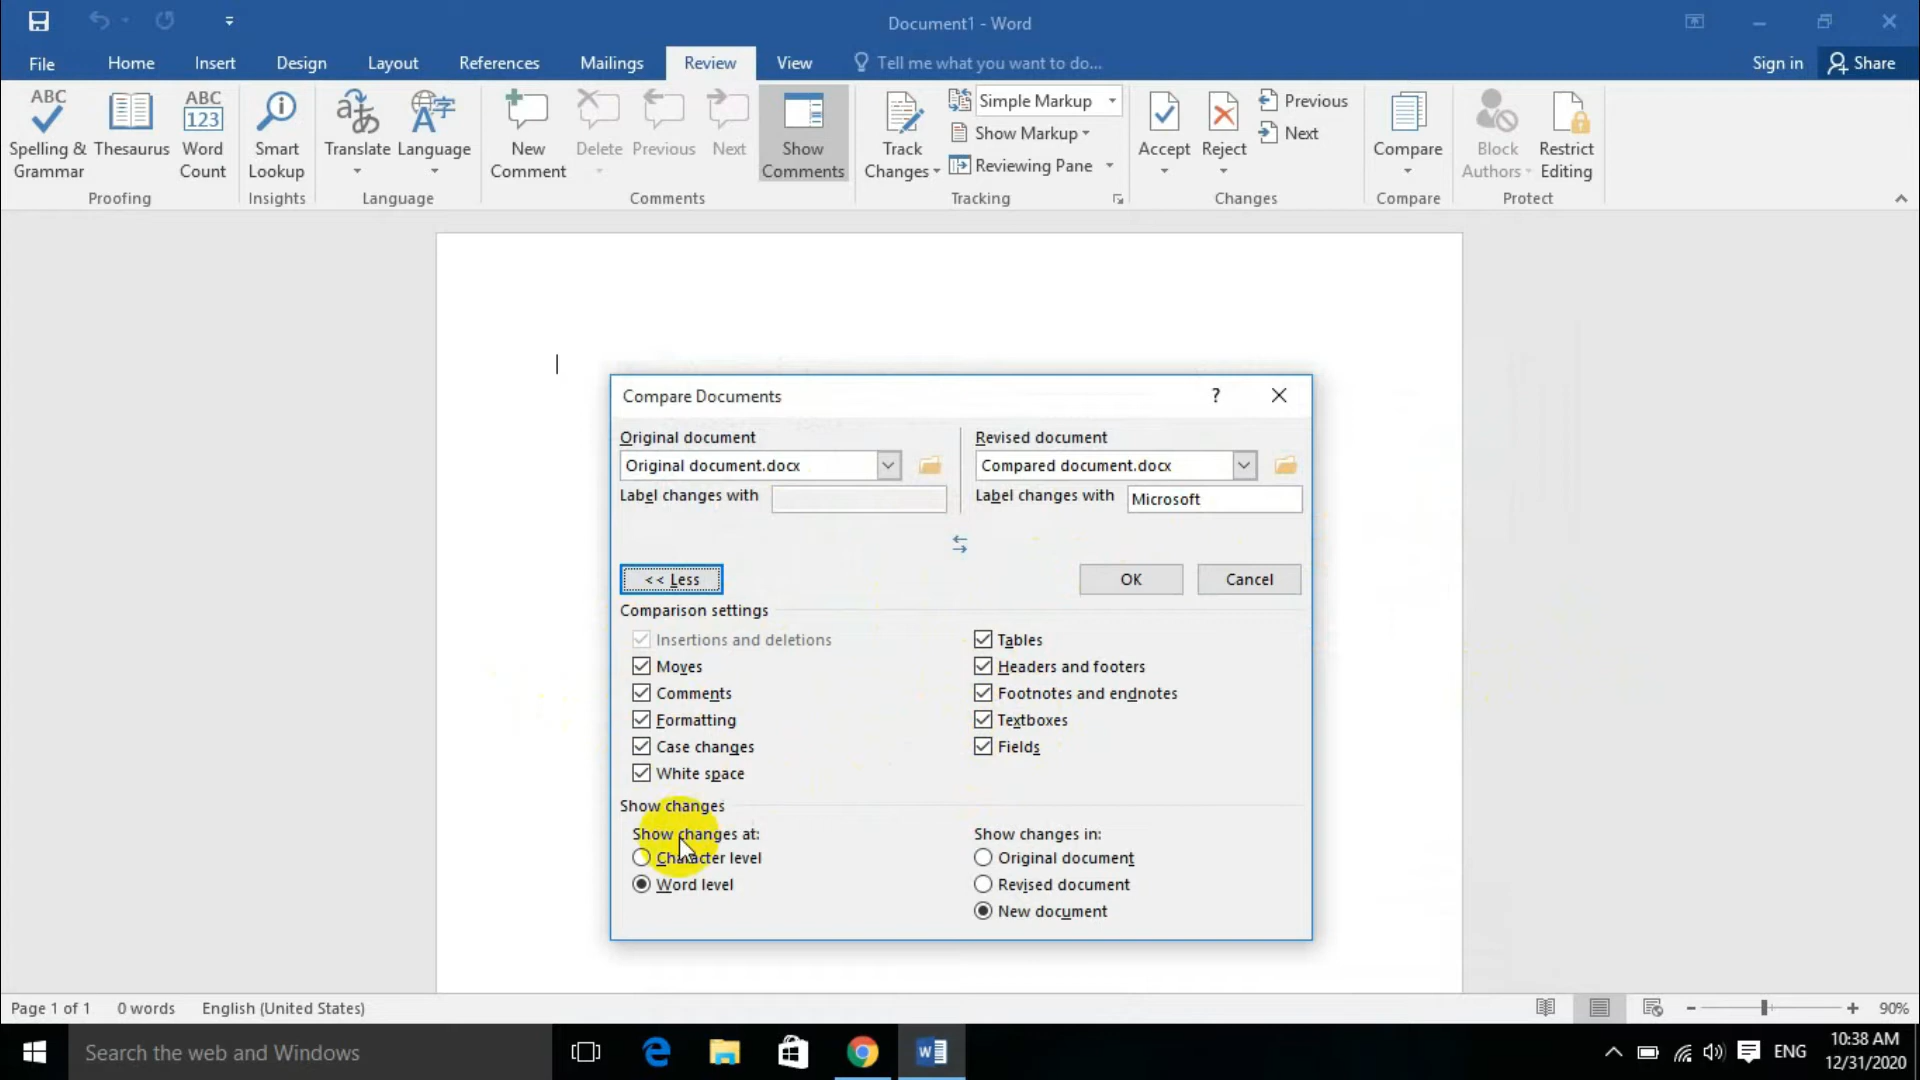 Document1 - Word
File Home Insert Design Layout References Mailings Review View Tell me what you want to do... Sign in Share
ABC
Spelling & Grammar
Thesaurus
ABC 123
Word Count
Proofing
Smart Lookup
Insights
Translate
Language
Language
New Comment
Delete
Previous
Next
Show Comments
Comments
Track Changes
Simple Markup
Show Markup
Reviewing Pane
Tracking
Accept
Reject
Previous
Next
Changes
Compare
Compare
Block Authors
Restrict Editing
Protect
Compare Documents ?
Original document
Original document.docx
Label changes with
Revised document
Compared document.docx
Label changes with Microsoft
<< Less OK Cancel
Comparison settings
Insertions and deletions
Moves
Comments
Formatting
Case changes
White space
Tables
Headers and footers
Footnotes and endnotes
Textboxes
Fields
Show changes
Show changes at:
Character level
Word level
Show changes in:
Original document
Revised document
New document
Page 1 of 1 0 words English (United States) 90%
Search the web and Windows
ENG
10:38 AM
12/31/2020